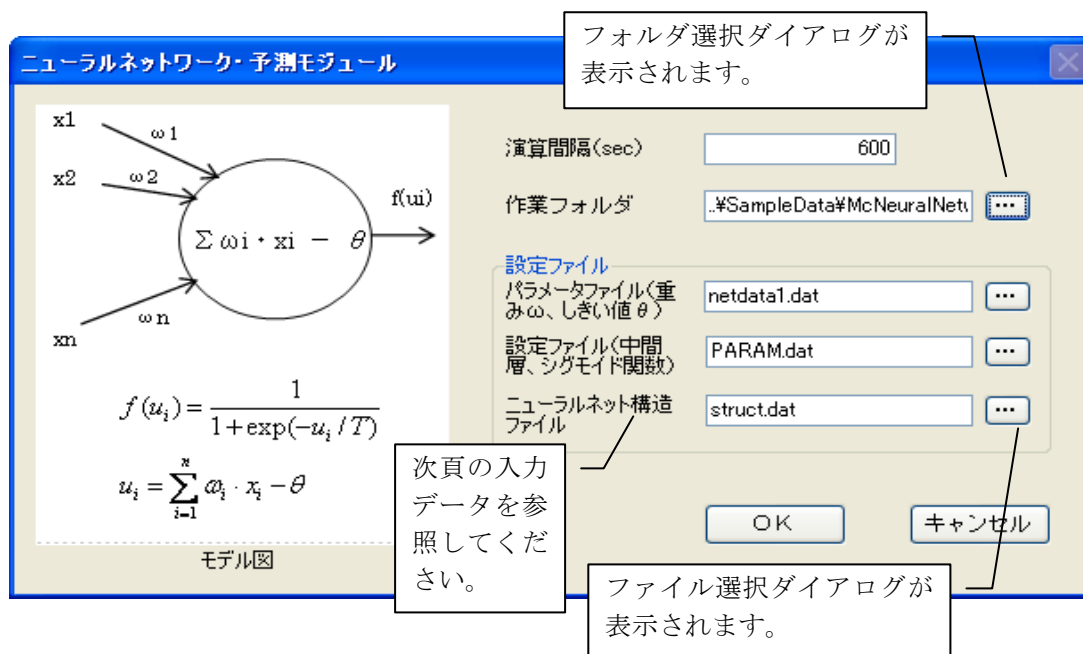 フォルダ選択ダイアログが
表示されます。
ニューラルネットワーク・予測モジュール
x1
ω1
x2
ω2
f(ui)
Σωi・xi － θ
ωn
xn
f(u_i) = 1 / (1+exp(-u_i/T))
u_i = Σ_{i=1}^{n} ω_i · x_i − θ
モデル図
演算間隔(sec)
600
作業フォルダ
..¥SampleData¥McNeuralNetw
...
設定ファイル
パラメータファイル(重
みω、しきい値θ)
netdata1.dat
...
設定ファイル(中間
層、シグモイド関数)
PARAM.dat
...
ニューラルネット構造
ファイル
struct.dat
...
次頁の入力
データを参
照してくだ
さい。
OK
キャンセル
ファイル選択ダイアログが
表示されます。